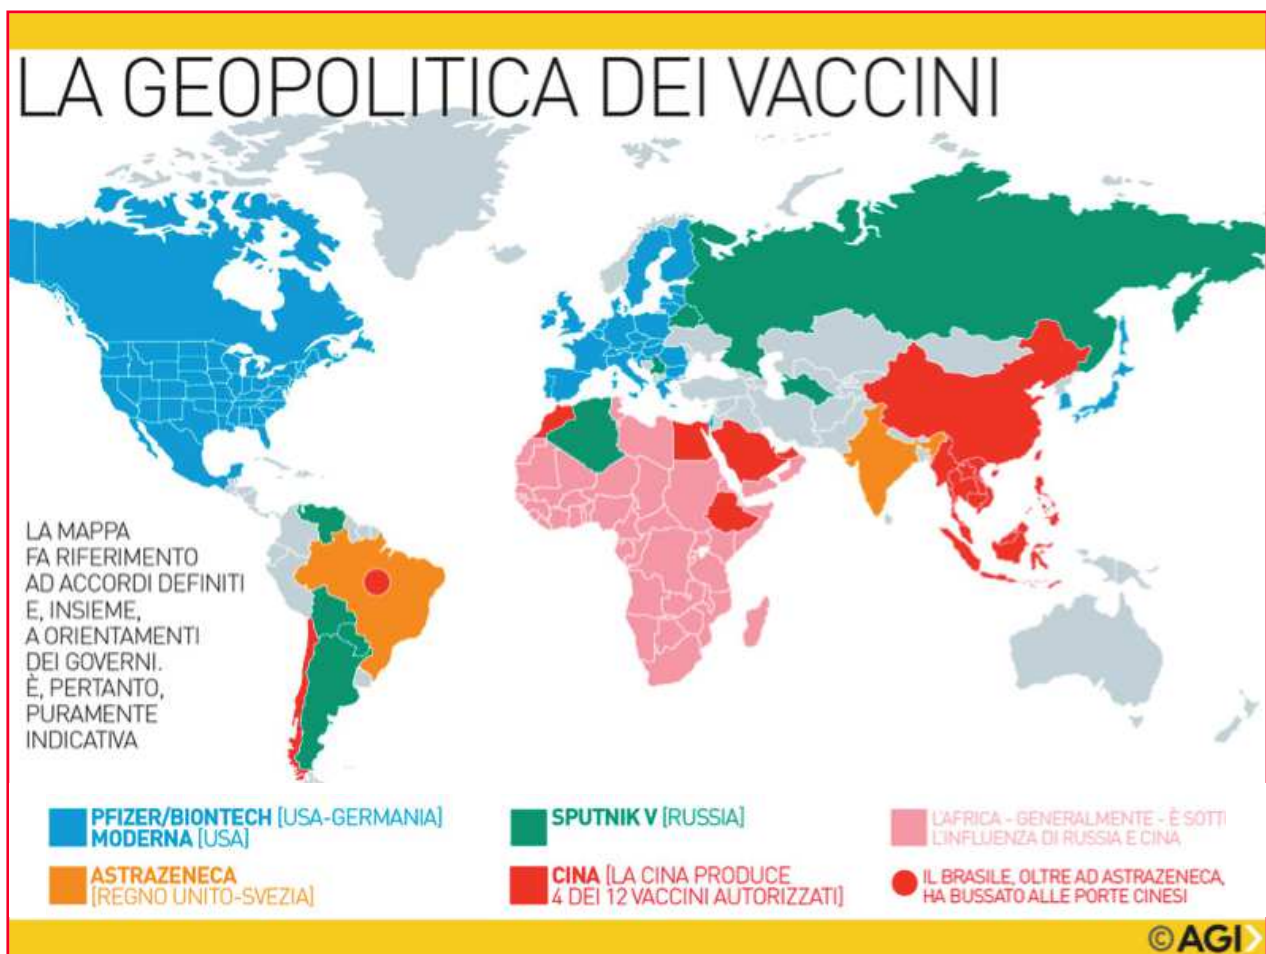 LA GEOPOLITICA DEI VACCINI
LA MAPPA
FA RIFERIMENTO
AD ACCORDI DEFINITI
E, INSIEME,
A ORIENTAMENTI
DEI GOVERNI.
È, PERTANTO,
PURAMENTE
INDICATIVA
PFIZER/BIONTECH [USA-GERMANIA]
MODERNA [USA]
ASTRAZENECA
[REGNO UNITO-SVEZIA]
SPUTNIK V [RUSSIA]
CINA [LA CINA PRODUCE
4 DEI 12 VACCINI AUTORIZZATI]
L'AFRICA - GENERALMENTE - È SOTT
L'INFLUENZA DI RUSSIA E CINA
IL BRASILE, OLTRE AD ASTRAZENECA,
HA BUSSATO ALLE PORTE CINESI
© AGI